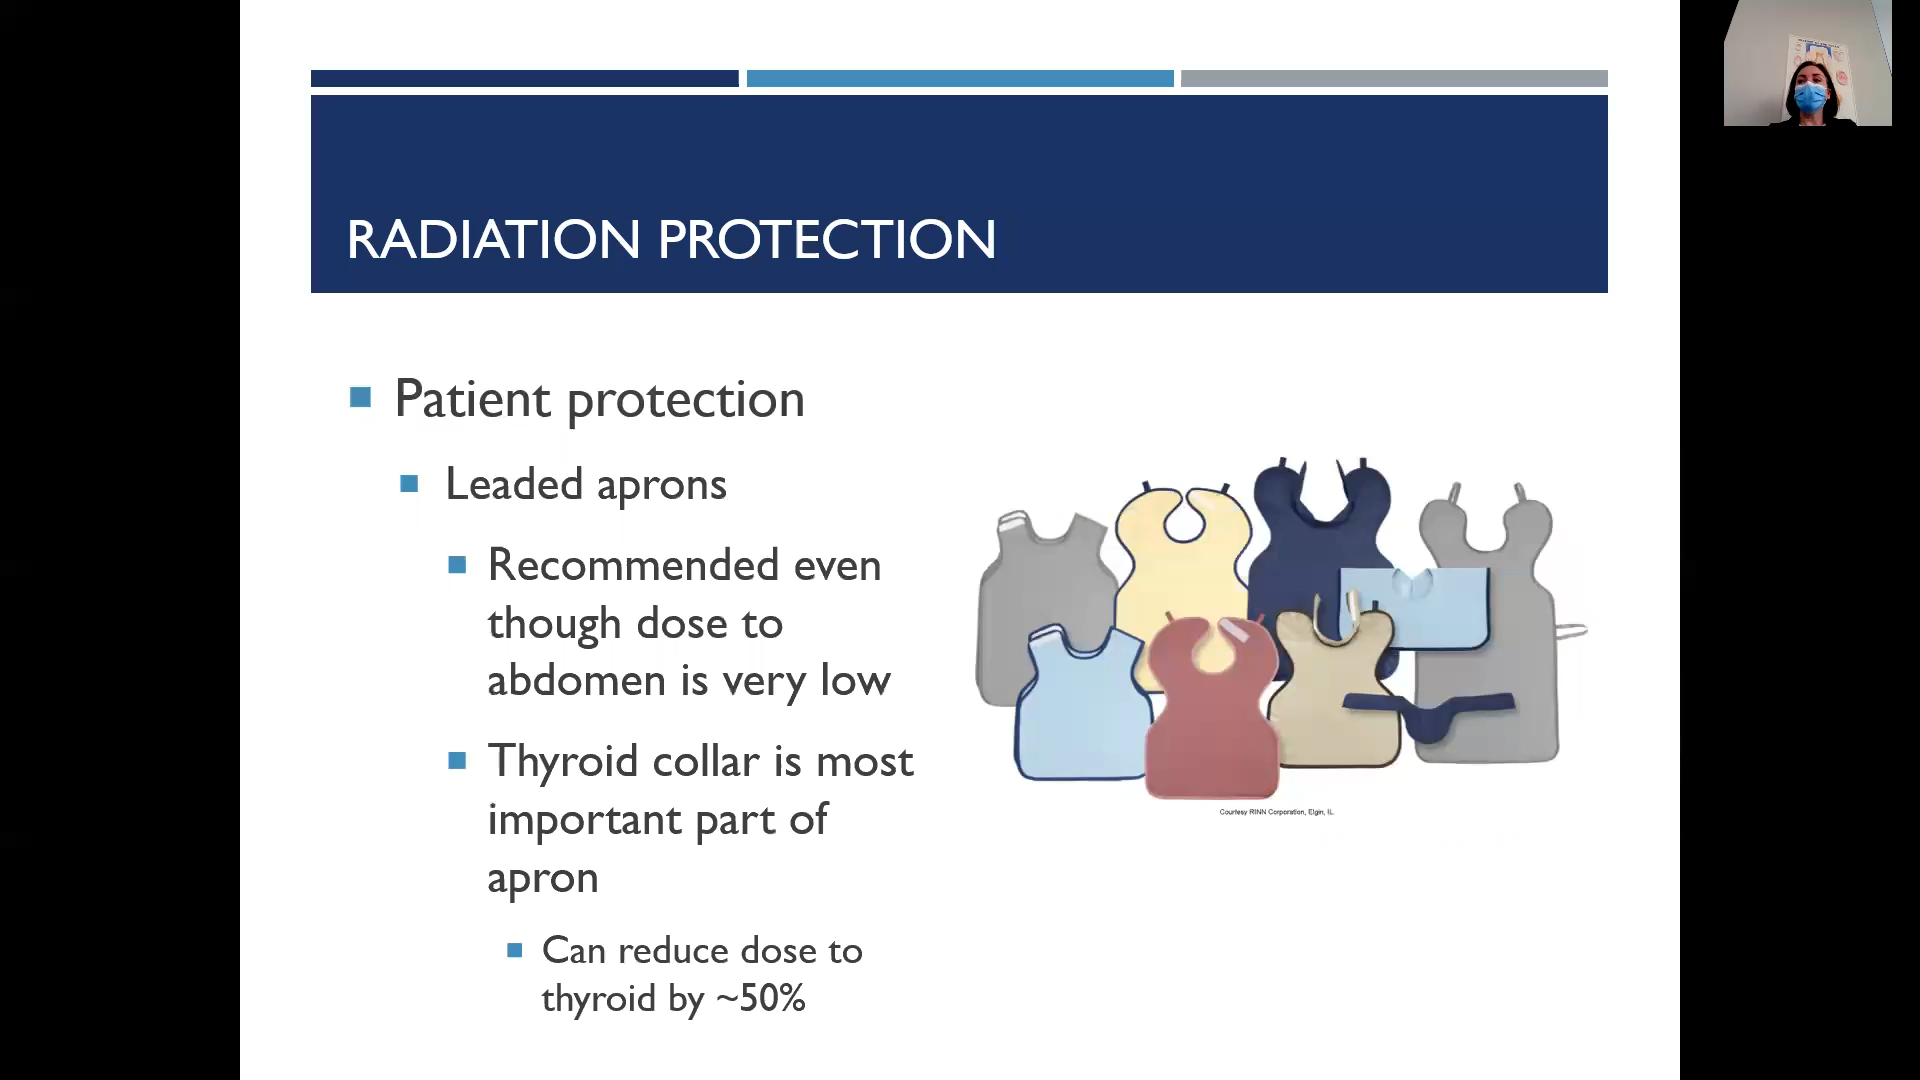 RADIATION PROTECTION
Patient protection
Leaded aprons
Recommended even
though dose to
abdomen is very low
Thyroid collar is most
important part of
apron
Can reduce dose to
thyroid by ~50%
Courtesy RINN Corporation, Elgin, IL.